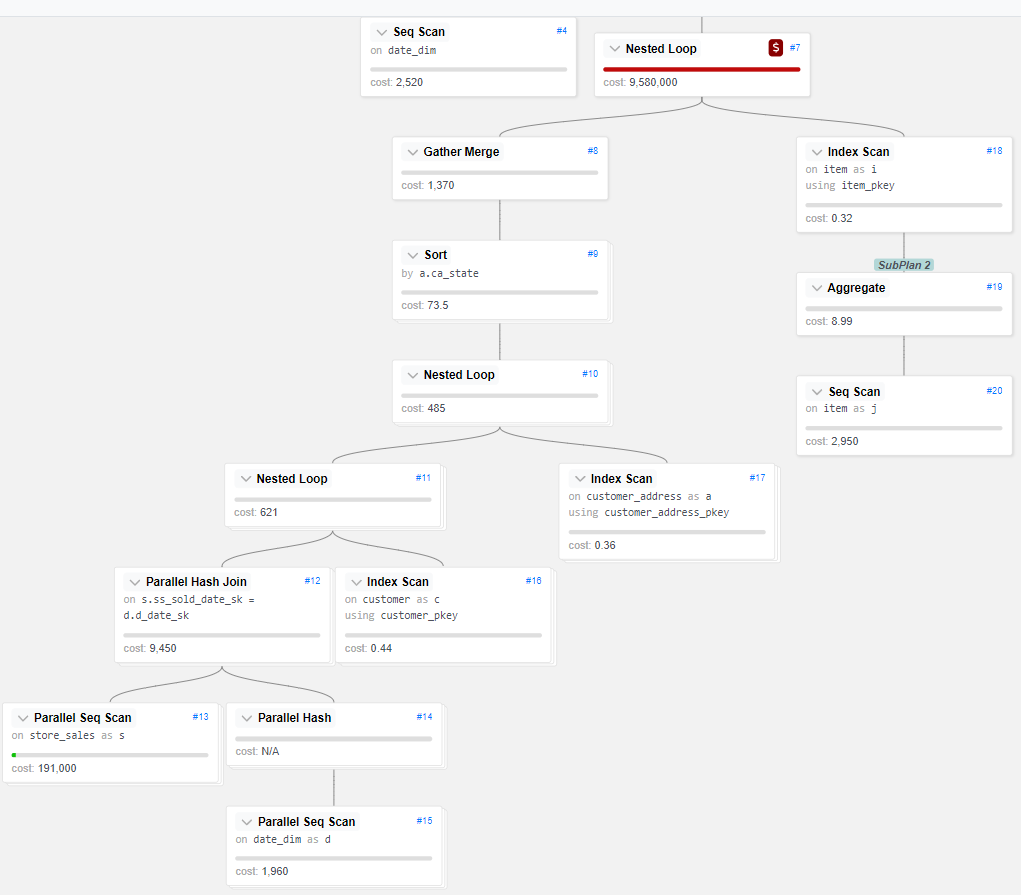 Seq Scan #4
on date_dim
cost: 2,520
Nested Loop $ #7
cost: 9,580,000
Gather Merge #8
cost: 1,370
Index Scan #18
on item as i
using item_pkey
cost: 0.32
Sort #9
by a.ca_state
cost: 73.5
SubPlan 2
Aggregate #19
cost: 8.99
Nested Loop #10
cost: 485
Seq Scan #20
on item as j
cost: 2,950
Nested Loop #11
cost: 621
Index Scan #17
on customer_address as a
using customer_address_pkey
cost: 0.36
Parallel Hash Join #12
on s.ss_sold_date_sk =
d.d_date_sk
cost: 9,450
Index Scan #16
on customer as c
using customer_pkey
cost: 0.44
Parallel Seq Scan #13
on store_sales as s
cost: 191,000
Parallel Hash #14
cost: N/A
Parallel Seq Scan #15
on date_dim as d
cost: 1,960